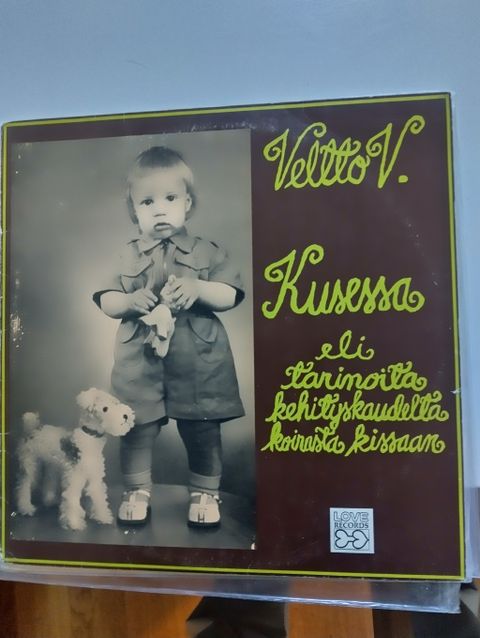 Veltto V.
Kusessa
eli
tarinoita
kehityskaudelta
koirasta kissaan
LOVE
RECORDS